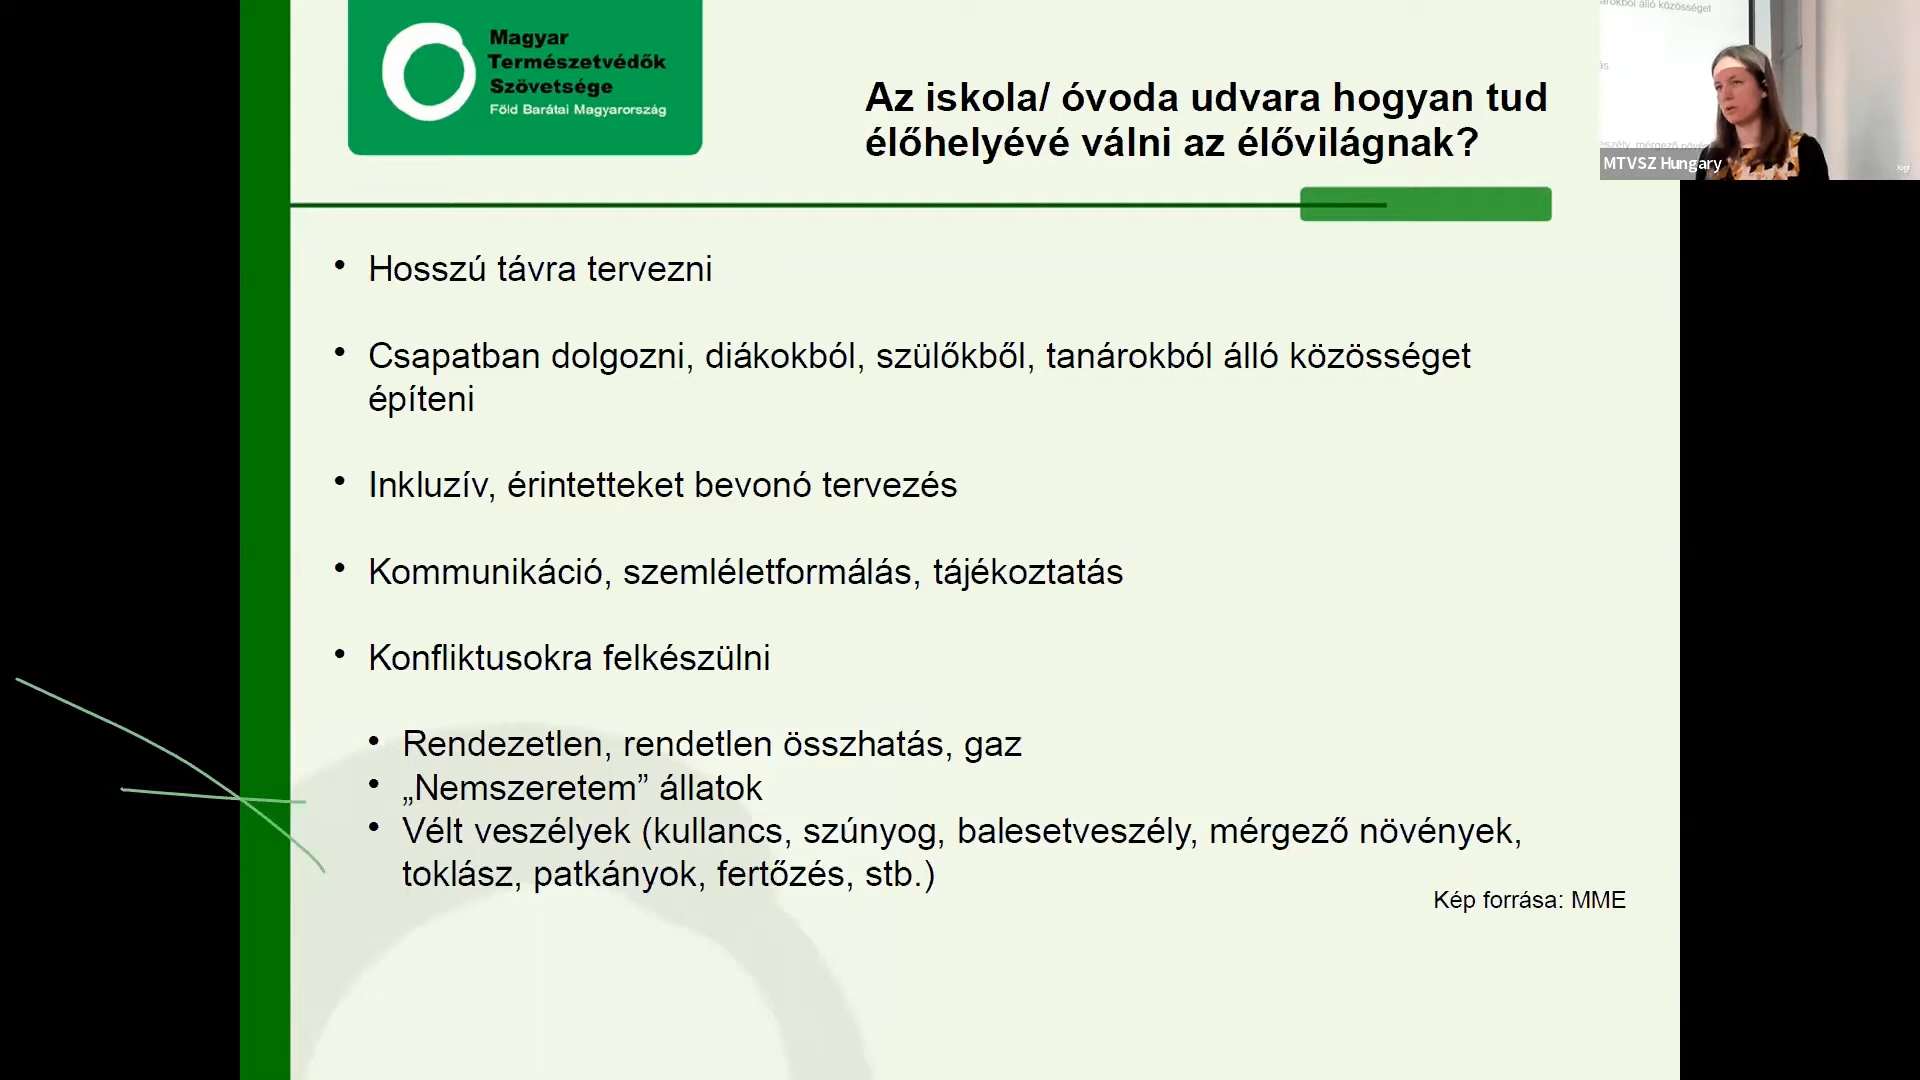 Magyar
Természetvédők
Szövetsége
Föld Barátai Magyarország
Az iskola/ óvoda udvara hogyan tud
élőhelyévé válni az élővilágnak?
MTVSZ Hungary
• Hosszú távra tervezni
• Csapatban dolgozni, diákokból, szülőkből, tanárokból álló közösséget
építeni
• Inkluzív, érintetteket bevonó tervezés
• Kommunikáció, szemléletformálás, tájékoztatás
• Konfliktusokra felkészülni
• Rendezetlen, rendetlen összhatás, gaz
• „Nemszeretem” állatok
• Vélt veszélyek (kullancs, szúnyog, balesetveszély, mérgező növények,
toklász, patkányok, fertőzés, stb.)
Kép forrása: MME